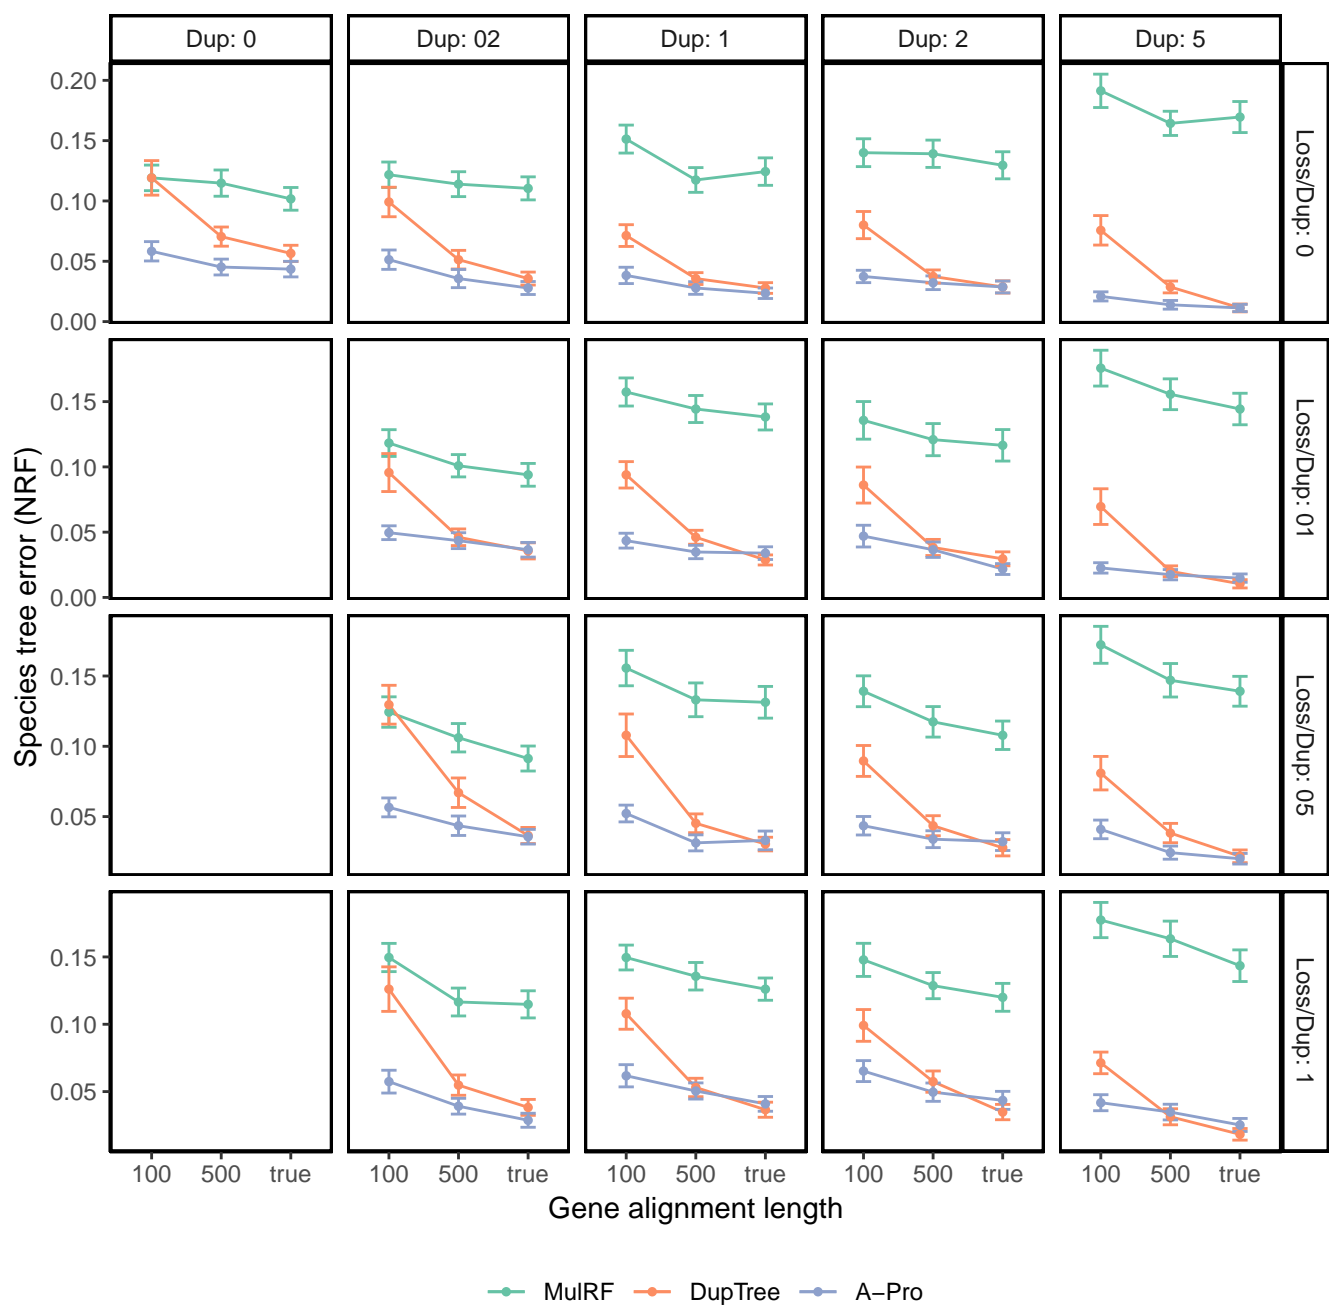 Dup: 0 Dup: 02 Dup: 1 Dup: 2 Dup: 5
0.20
0.15
0.10
0.05
0.00
Loss/Dup: 0
0.15
0.10
0.05
0.00
Loss/Dup: 01
0.15
0.10
0.05
Loss/Dup: 05
0.15
0.10
0.05
Loss/Dup: 1
Species tree error (NRF)
100 500 true 100 500 true 100 500 true 100 500 true 100 500 true
Gene alignment length
MulRF DupTree A−Pro